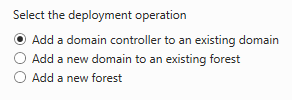 Select the deployment operation
Add a domain controller to an existing domain
Add a new domain to an existing forest
Add a new forest